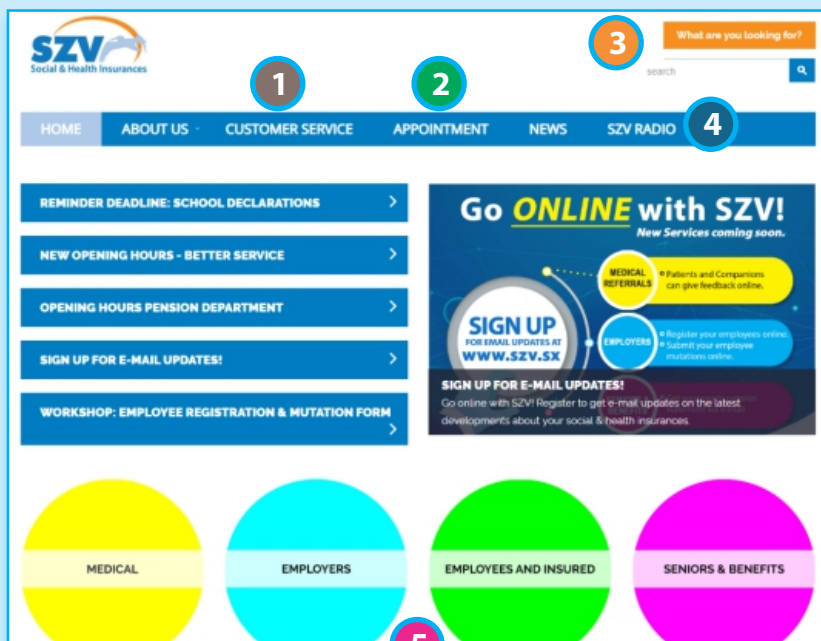 SZV
Social & Health Insurances
What are you looking for?
3
search
1
2
HOME
ABOUT US
CUSTOMER SERVICE
APPOINTMENT
NEWS
SZV RADIO
4
REMINDER DEADLINE: SCHOOL DECLARATIONS
NEW OPENING HOURS - BETTER SERVICE
OPENING HOURS PENSION DEPARTMENT
SIGN UP FOR E-MAIL UPDATES!
WORKSHOP: EMPLOYEE REGISTRATION & MUTATION FORM
Go ONLINE with SZV!
New Services coming soon.
MEDICAL
REFERRALS
Patients and Companions
can give feedback online.
SIGN UP
FOR EMAIL UPDATES AT
WWW.SZV.SX
EMPLOYERS
Register your employees online.
Submit your employee
mutations online.
SIGN UP FOR E-MAIL UPDATES!
Go online with SZV! Register to get e-mail updates on the latest
developments about your social & health insurances.
MEDICAL
EMPLOYERS
EMPLOYEES AND INSURED
SENIORS & BENEFITS
5